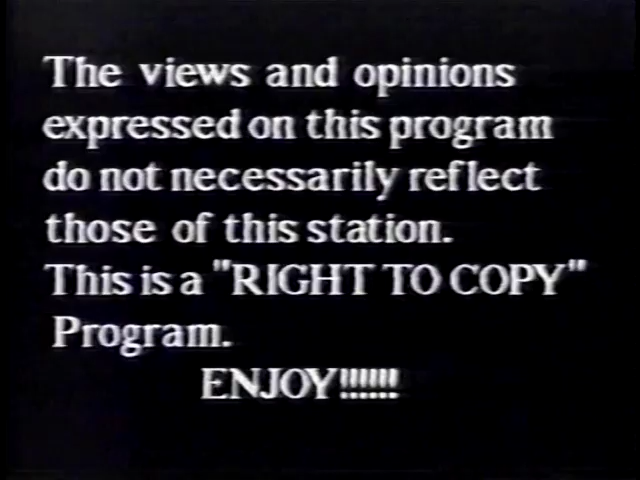 The views and opinions
expressed on this program
do not necessarily reflect
those of this station.
This is a "RIGHT TO COPY"
Program.
ENJOY!!!!!!